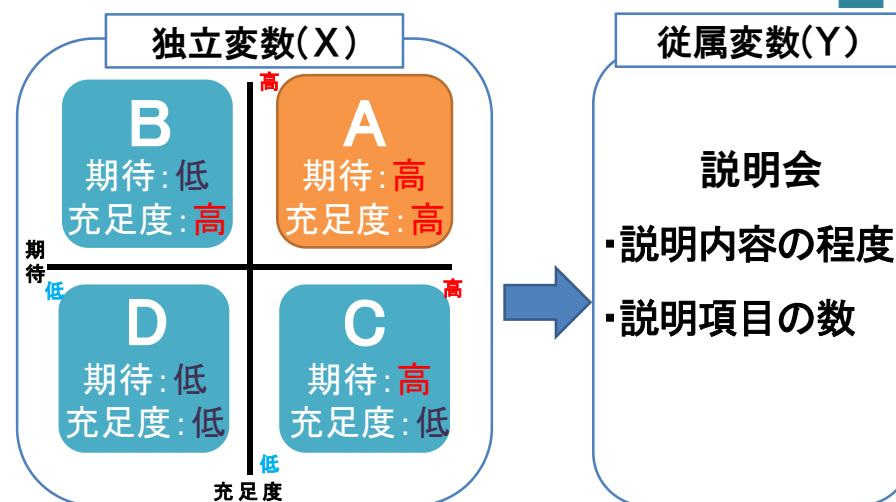 独立変数(X)
従属変数(Y)
高
B
期待:低
充足度:高
A
期待:高
充足度:高
期待
低
高
D
期待:低
充足度:低
C
期待:高
充足度:低
低
充足度
説明会
・説明内容の程度
・説明項目の数